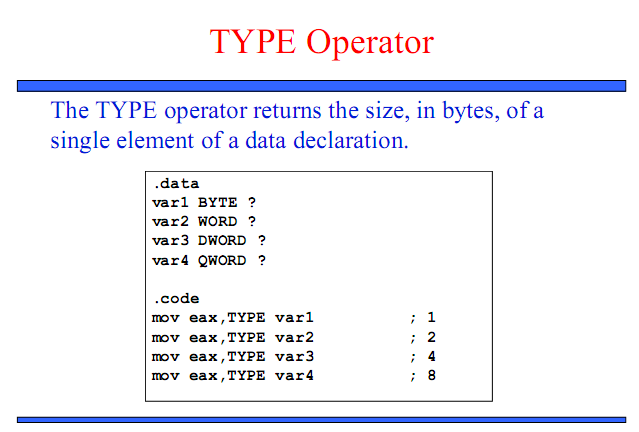 TYPE Operator
The TYPE operator returns the size, in bytes, of a
single element of a data declaration.
.data
var1 BYTE ?
var2 WORD ?
var3 DWORD ?
var4 QWORD ?
.code
mov eax,TYPE var1 ; 1
mov eax,TYPE var2 ; 2
mov eax,TYPE var3 ; 4
mov eax,TYPE var4 ; 8